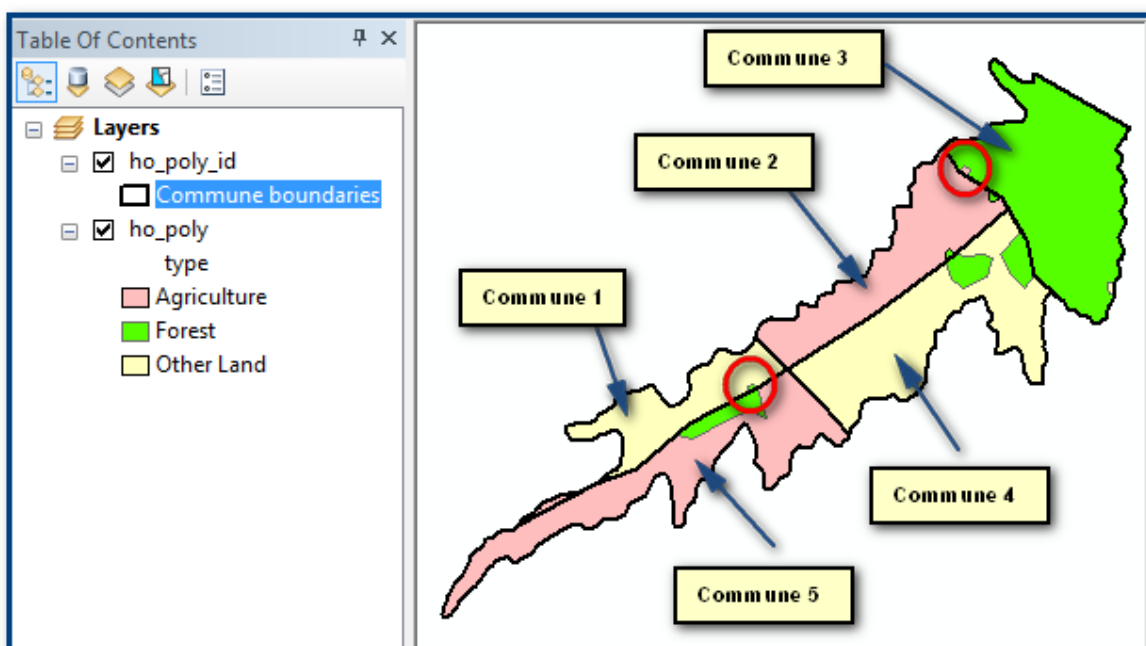 Table Of Contents
Layers
ho_poly_id
Commune boundaries
ho_poly
type
Agriculture
Forest
Other Land
Commune 3
Commune 2
Commune 1
Commune 4
Commune 5